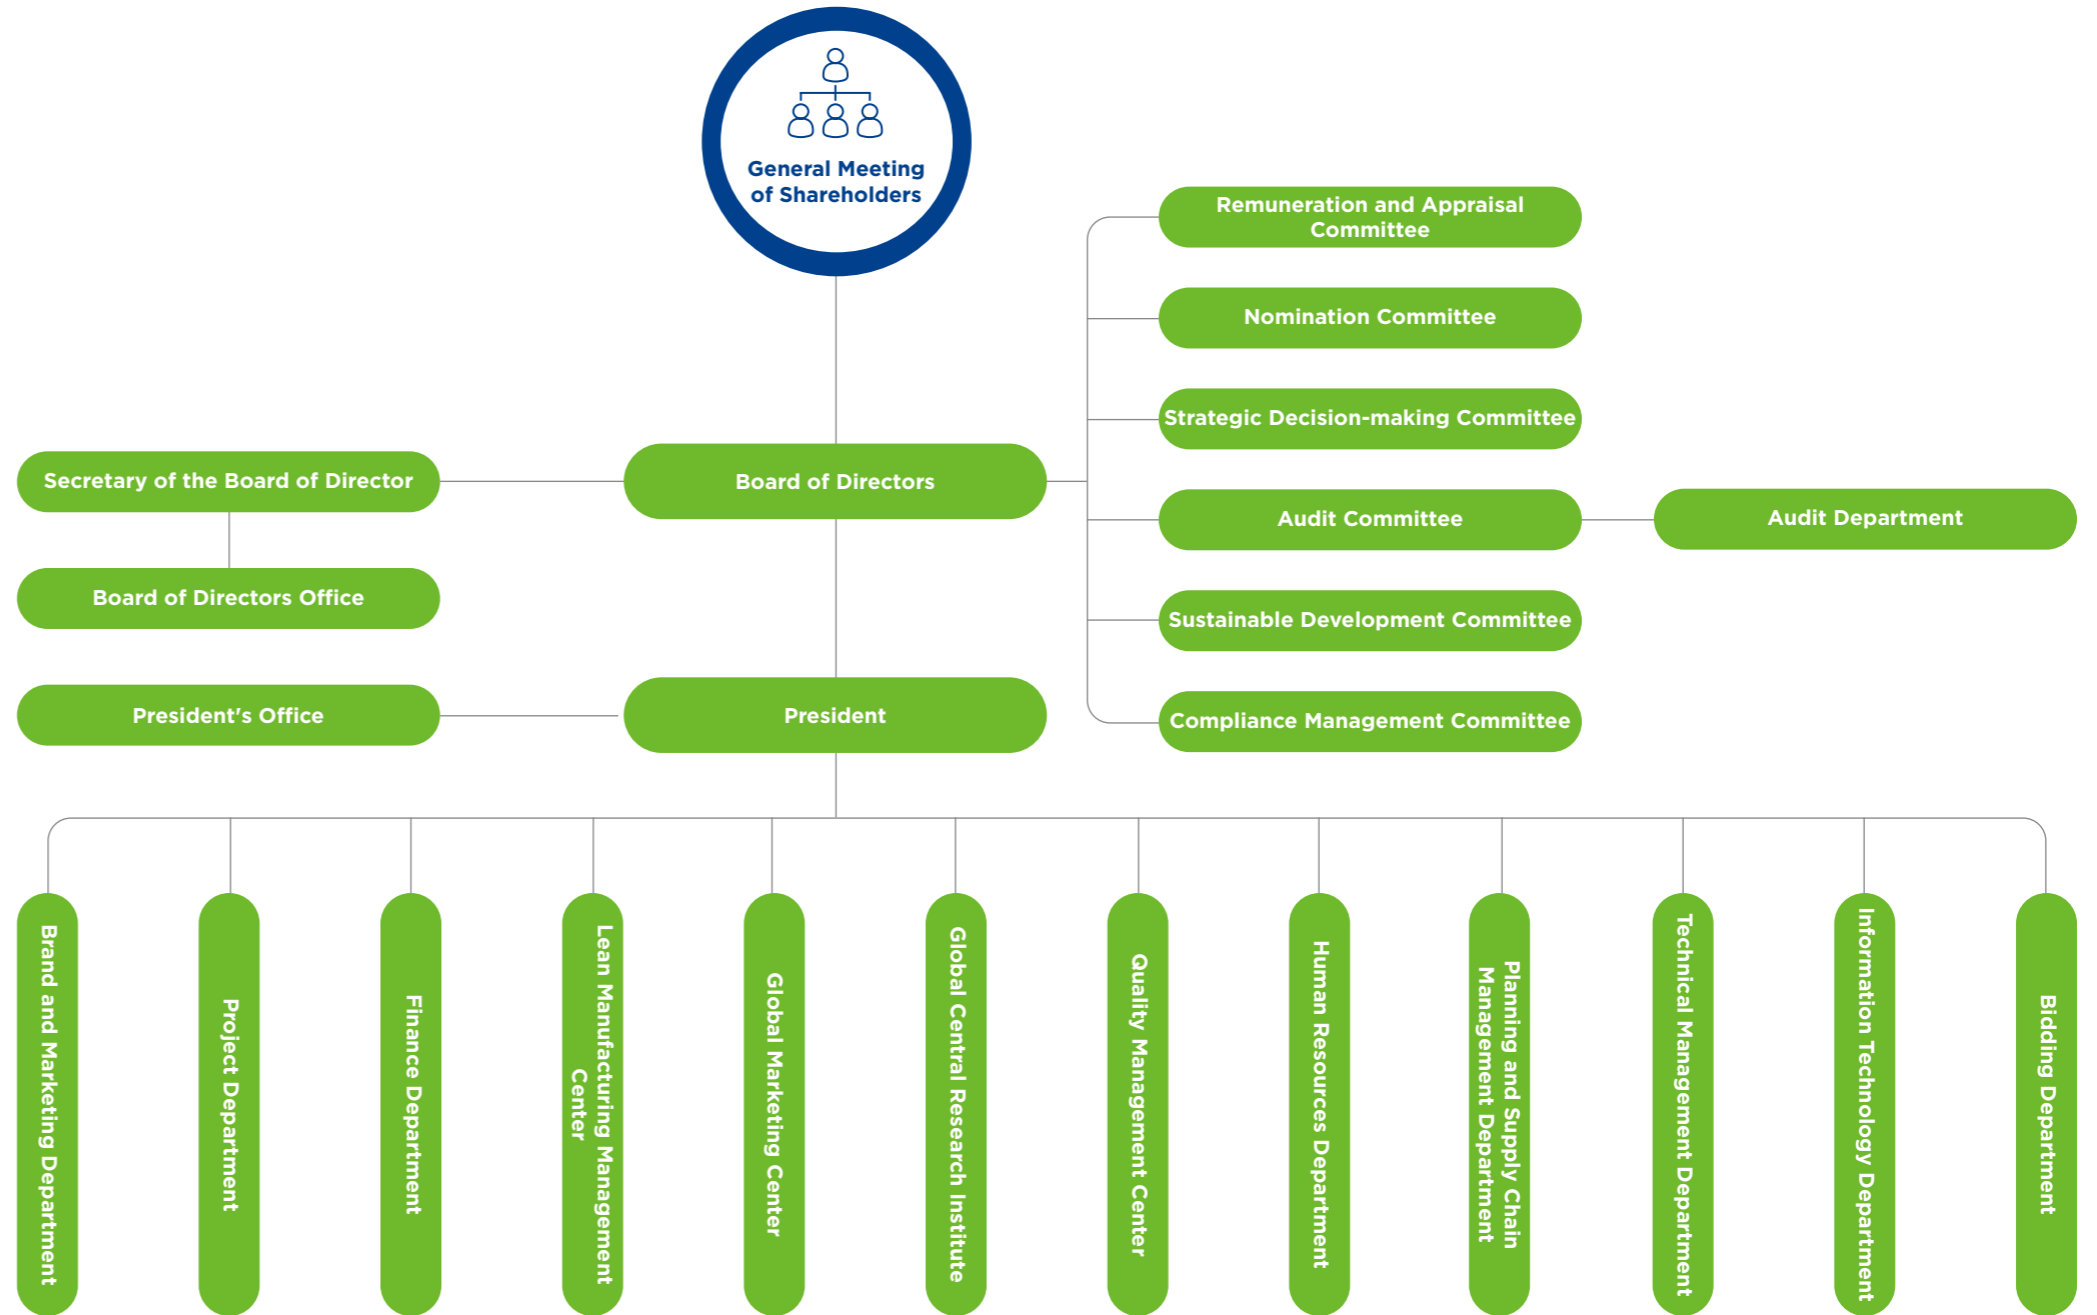 General Meeting
of Shareholders
Remuneration and Appraisal
Committee
Nomination Committee
Strategic Decision-making Committee
Secretary of the Board of Director
Board of Directors
Audit Committee
Audit Department
Board of Directors Office
Sustainable Development Committee
President's Office
President
Compliance Management Committee
Brand and Marketing Department
Project Department
Finance Department
Lean Manufacturing Management
Center
Global Marketing Center
Global Central Research Institute
Quality Management Center
Human Resources Department
Planning and Supply Chain
Management Department
Technical Management Department
Information Technology Department
Bidding Department